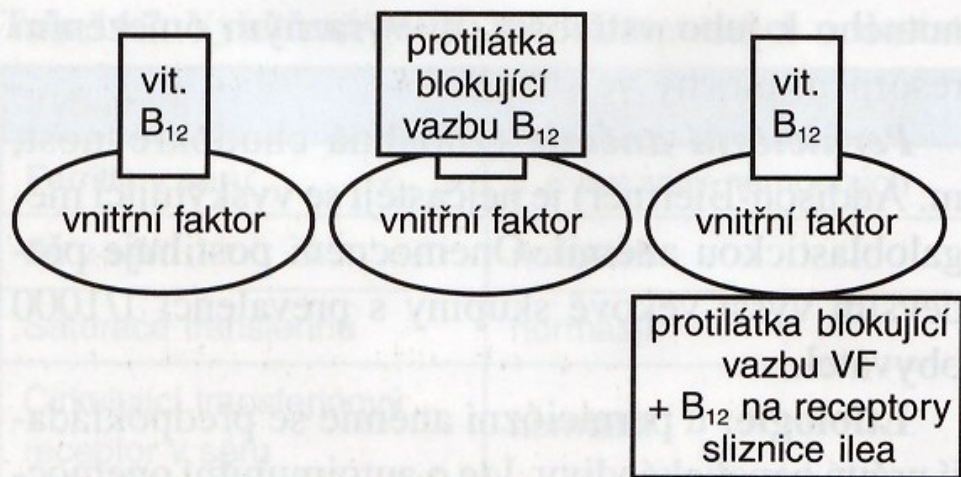 vit.
B₁₂
vnitřní faktor
protilátka
blokující
vazbu B₁₂
vnitřní faktor
vit.
B₁₂
vnitřní faktor
protilátka blokující
vazbu VF
+ B₁₂ na receptory
sliznice ilea